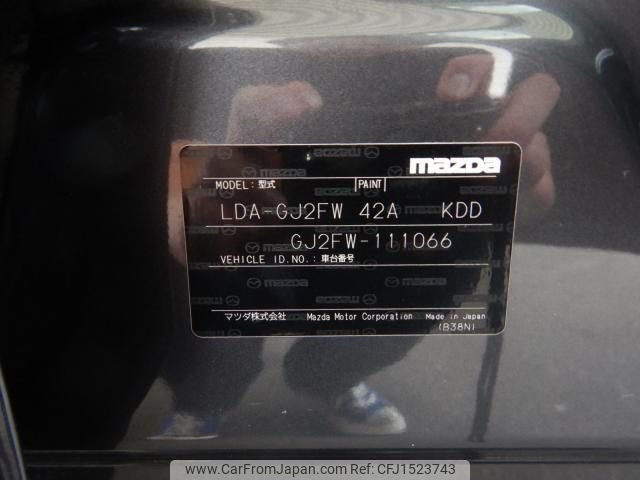 mazda
MODEL:型式 PAINT
LDA-GJ2FW 42A KDD
GJ2FW-111066
VEHICLE ID.NO.:車台番号
マツダ株式会社 Mazda Motor Corporation Made in Japan
(B38N)
www.CarFromJapan.com CFJ1523743